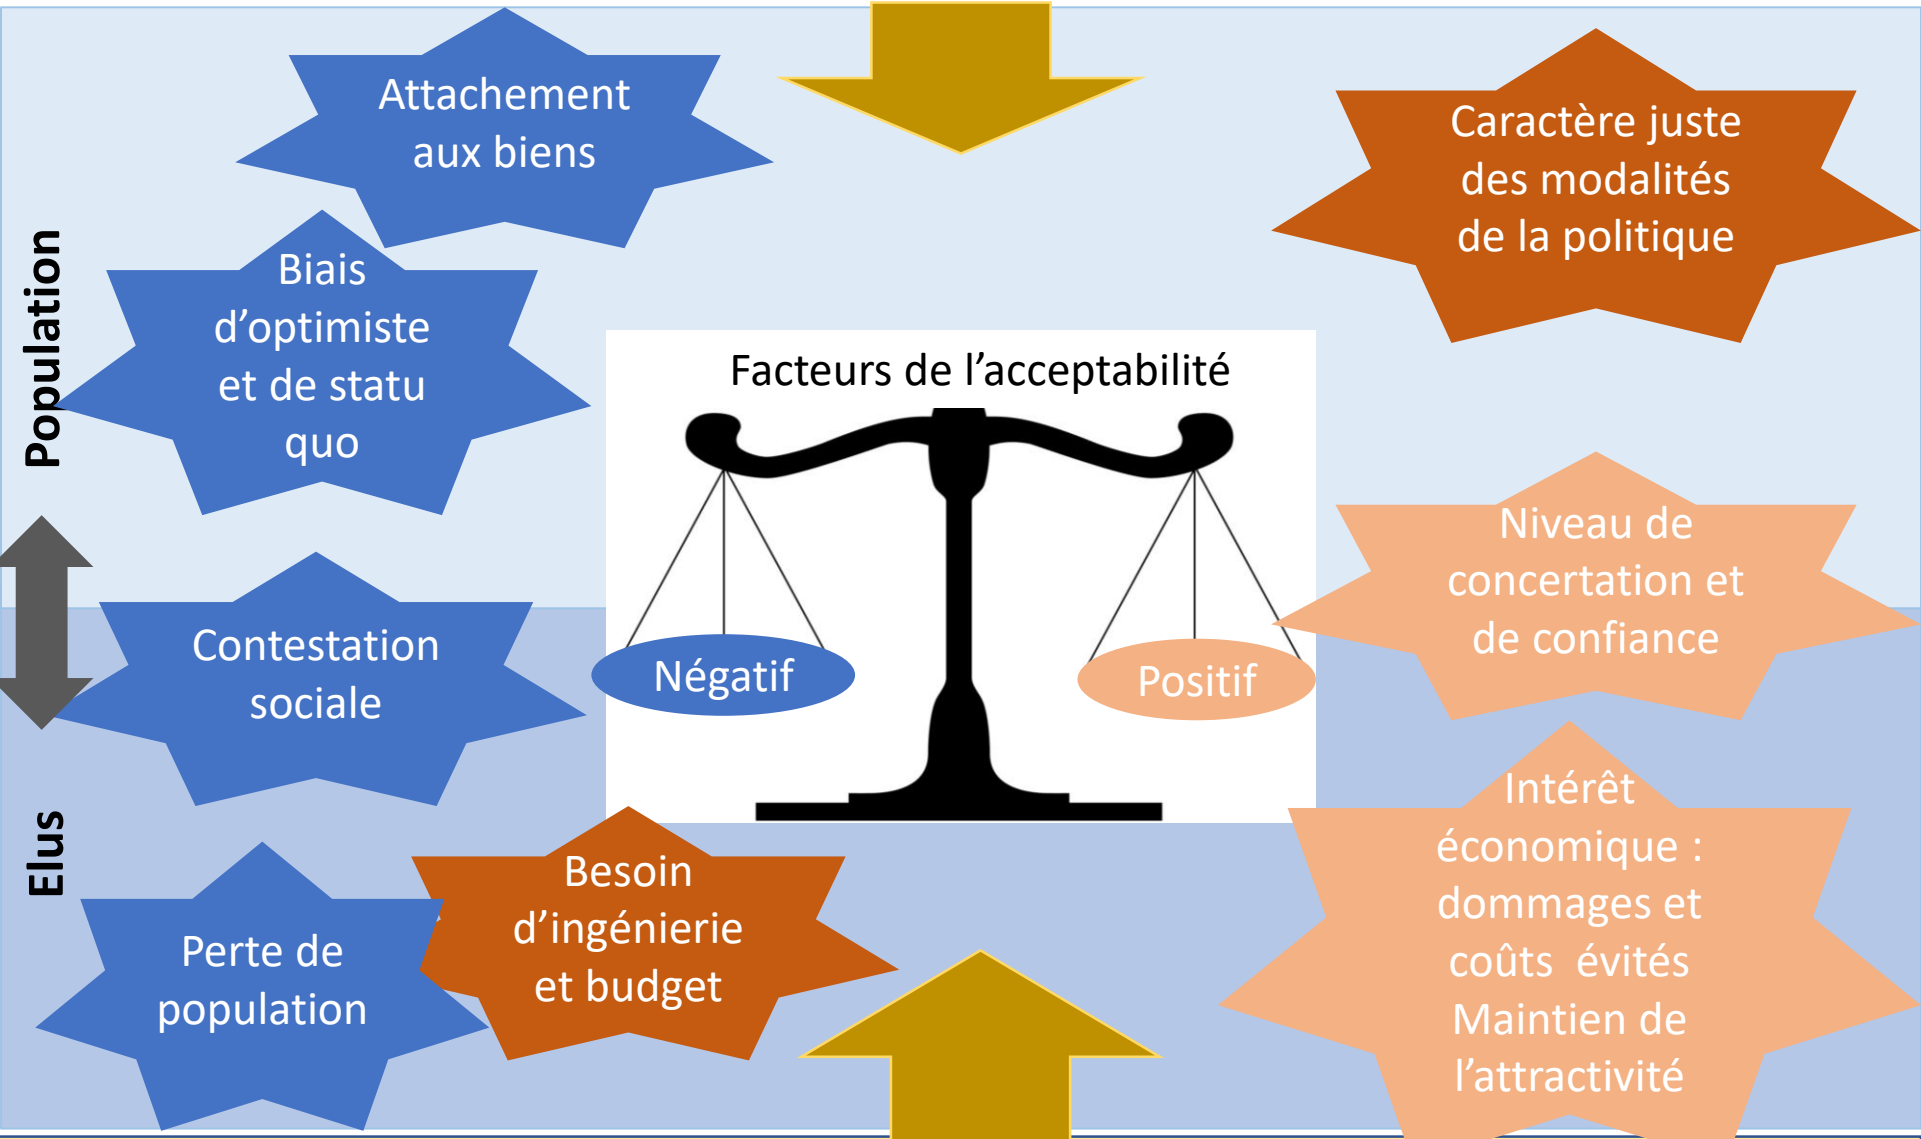 Attachement
aux biens
Caractère juste
des modalités
de la politique
Population
Biais
d’optimiste
et de statu
quo
Facteurs de l’acceptabilité
Négatif
Positif
Niveau de
concertation et
de confiance
Contestation
sociale
Elus
Perte de
population
Besoin
d’ingénierie
et budget
Intérêt
économique :
dommages et
coûts évités
Maintien de
l’attractivité